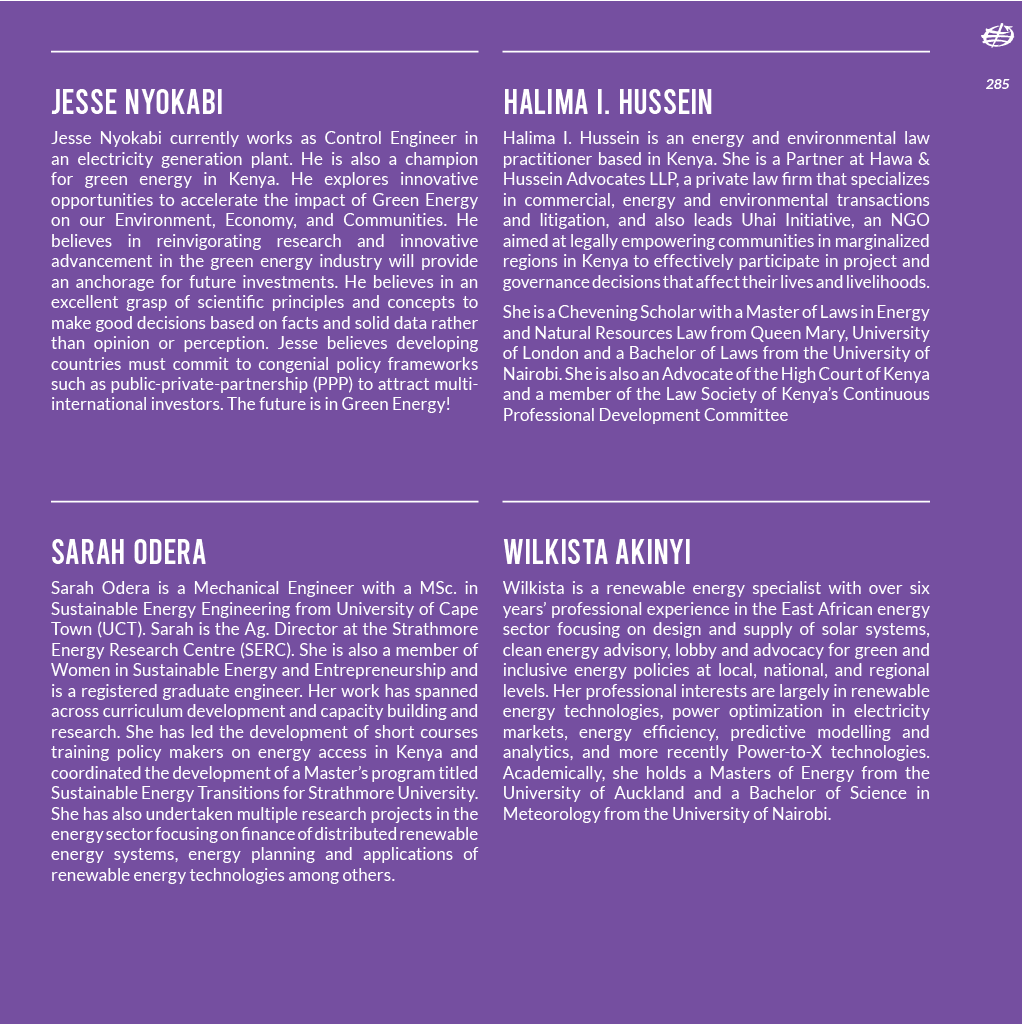 285
JESSE NYOKABI
Jesse Nyokabi currently works as Control Engineer in
an electricity generation plant. He is also a champion
for green energy in Kenya. He explores innovative
opportunities to accelerate the impact of Green Energy
on our Environment, Economy, and Communities. He
believes in reinvigorating research and innovative
advancement in the green energy industry will provide
an anchorage for future investments. He believes in an
excellent grasp of scientific principles and concepts to
make good decisions based on facts and solid data rather
than opinion or perception. Jesse believes developing
countries must commit to congenial policy frameworks
such as public-private-partnership (PPP) to attract multi-
international investors. The future is in Green Energy!
HALIMA I. HUSSEIN
Halima I. Hussein is an energy and environmental law
practitioner based in Kenya. She is a Partner at Hawa &
Hussein Advocates LLP, a private law firm that specializes
in commercial, energy and environmental transactions
and litigation, and also leads Uhai Initiative, an NGO
aimed at legally empowering communities in marginalized
regions in Kenya to effectively participate in project and
governance decisions that affect their lives and livelihoods.
She is a Chevening Scholar with a Master of Laws in Energy
and Natural Resources Law from Queen Mary, University
of London and a Bachelor of Laws from the University of
Nairobi. She is also an Advocate of the High Court of Kenya
and a member of the Law Society of Kenya’s Continuous
Professional Development Committee
SARAH ODERA
Sarah Odera is a Mechanical Engineer with a MSc. in
Sustainable Energy Engineering from University of Cape
Town (UCT). Sarah is the Ag. Director at the Strathmore
Energy Research Centre (SERC). She is also a member of
Women in Sustainable Energy and Entrepreneurship and
is a registered graduate engineer. Her work has spanned
across curriculum development and capacity building and
research. She has led the development of short courses
training policy makers on energy access in Kenya and
coordinated the development of a Master’s program titled
Sustainable Energy Transitions for Strathmore University.
She has also undertaken multiple research projects in the
energy sector focusing on finance of distributed renewable
energy systems, energy planning and applications of
renewable energy technologies among others.
WILKISTA AKINYI
Wilkista is a renewable energy specialist with over six
years’ professional experience in the East African energy
sector focusing on design and supply of solar systems,
clean energy advisory, lobby and advocacy for green and
inclusive energy policies at local, national, and regional
levels. Her professional interests are largely in renewable
energy technologies, power optimization in electricity
markets, energy efficiency, predictive modelling and
analytics, and more recently Power-to-X technologies.
Academically, she holds a Masters of Energy from the
University of Auckland and a Bachelor of Science in
Meteorology from the University of Nairobi.